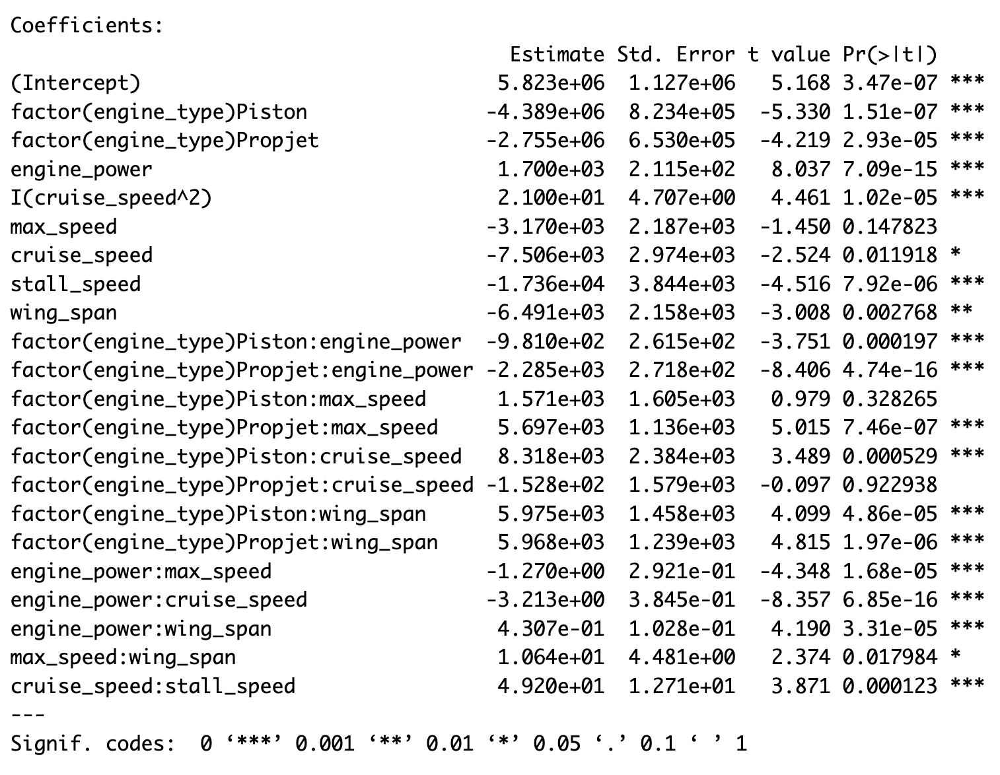 Coefficients:
Estimate Std. Error t value Pr(>|t|)
(Intercept) 5.823e+06 1.127e+06 5.168 3.47e-07 ***
factor(engine_type)Piston -4.389e+06 8.234e+05 -5.330 1.51e-07 ***
factor(engine_type)Propjet -2.755e+06 6.530e+05 -4.219 2.93e-05 ***
engine_power 1.700e+03 2.115e+02 8.037 7.09e-15 ***
I(cruise_speed^2) 2.100e+01 4.707e+00 4.461 1.02e-05 ***
max_speed -3.170e+03 2.187e+03 -1.450 0.147823
cruise_speed -7.506e+03 2.974e+03 -2.524 0.011918 *
stall_speed -1.736e+04 3.844e+03 -4.516 7.92e-06 ***
wing_span -6.491e+03 2.158e+03 -3.008 0.002768 **
factor(engine_type)Piston:engine_power -9.810e+02 2.615e+02 -3.751 0.000197 ***
factor(engine_type)Propjet:engine_power -2.285e+03 2.718e+02 -8.406 4.74e-16 ***
factor(engine_type)Piston:max_speed 1.571e+03 1.605e+03 0.979 0.328265
factor(engine_type)Propjet:max_speed 5.697e+03 1.136e+03 5.015 7.46e-07 ***
factor(engine_type)Piston:cruise_speed 8.318e+03 2.384e+03 3.489 0.000529 ***
factor(engine_type)Propjet:cruise_speed -1.528e+02 1.579e+03 -0.097 0.922938
factor(engine_type)Piston:wing_span 5.975e+03 1.458e+03 4.099 4.86e-05 ***
factor(engine_type)Propjet:wing_span 5.968e+03 1.239e+03 4.815 1.97e-06 ***
engine_power:max_speed -1.270e+00 2.921e-01 -4.348 1.68e-05 ***
engine_power:cruise_speed -3.213e+00 3.845e-01 -8.357 6.85e-16 ***
engine_power:wing_span 4.307e-01 1.028e-01 4.190 3.31e-05 ***
max_speed:wing_span 1.064e+01 4.481e+00 2.374 0.017984 *
cruise_speed:stall_speed 4.920e+01 1.271e+01 3.871 0.000123 ***
---
Signif. codes: 0 ‘***’ 0.001 ‘**’ 0.01 ‘*’ 0.05 ‘.’ 0.1 ‘ ’ 1